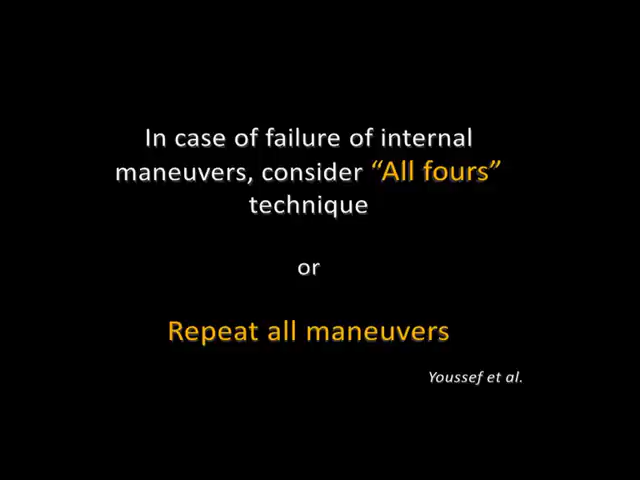 In case of failure of internal
maneuvers, consider “All fours”
technique
or
Repeat all maneuvers
Youssef et al.